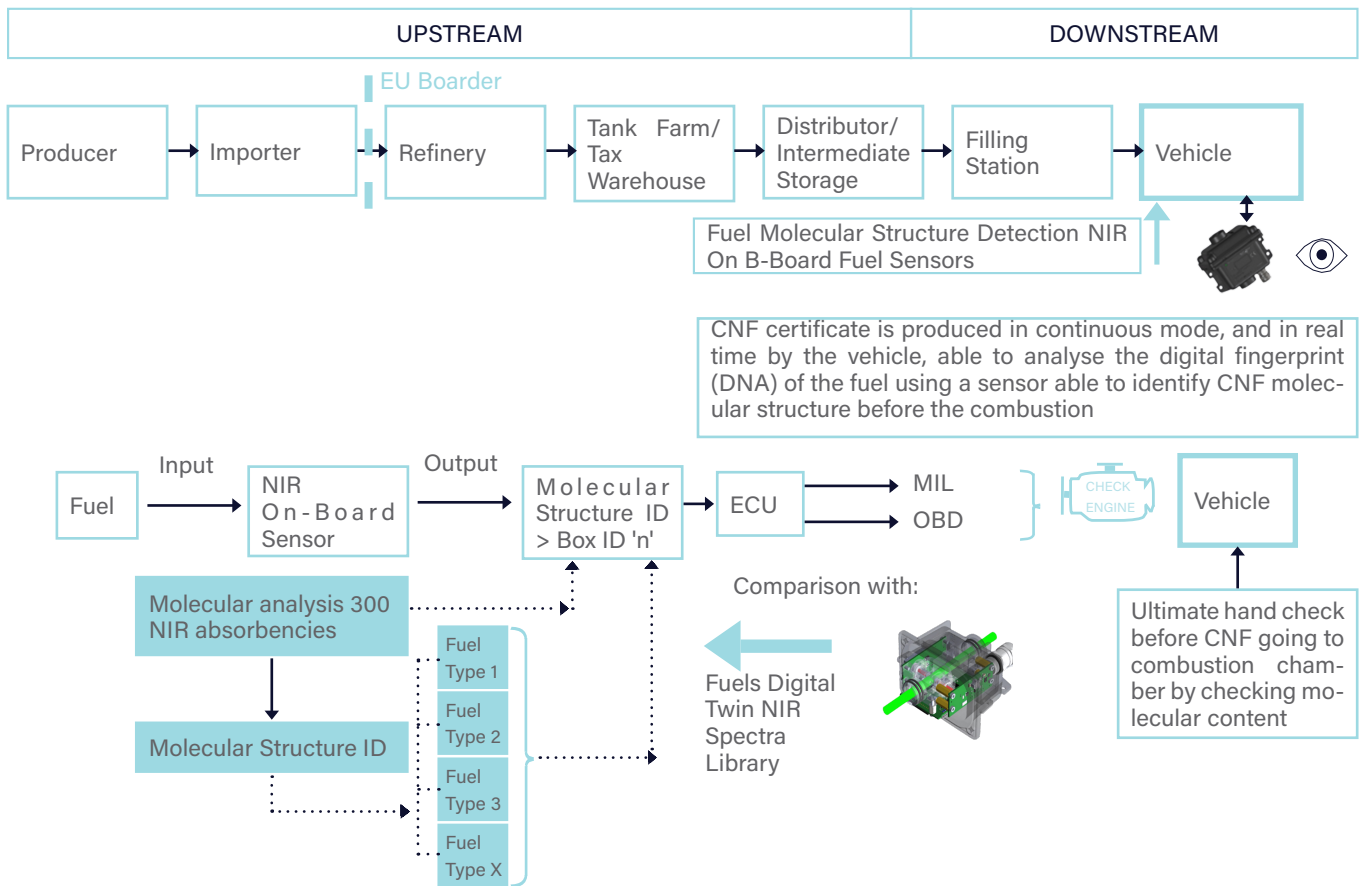 UPSTREAM
DOWNSTREAM
EU Boarder
Producer
Importer
Refinery
Tank Farm/
Tax
Warehouse
Distributor/
Intermediate
Storage
Filling
Station
Vehicle
Fuel Molecular Structure Detection NIR
On B-Board Fuel Sensors
CNF certificate is produced in continuous mode, and in real
time by the vehicle, able to analyse the digital fingerprint
(DNA) of the fuel using a sensor able to identify CNF molec-
ular structure before the combustion
Fuel
Input
NIR
On-Board
Sensor
Output
Molecular
Structure ID
> Box ID 'n'
ECU
MIL
OBD
CHECK
ENGINE
Vehicle
Molecular analysis 300
NIR absorbencies
Molecular Structure ID
Fuel
Type 1
Fuel
Type 2
Fuel
Type 3
Fuel
Type X
Comparison with:
Fuels Digital
Twin NIR
Spectra
Library
Ultimate hand check
before CNF going to
combustion cham-
ber by checking mo-
lecular content